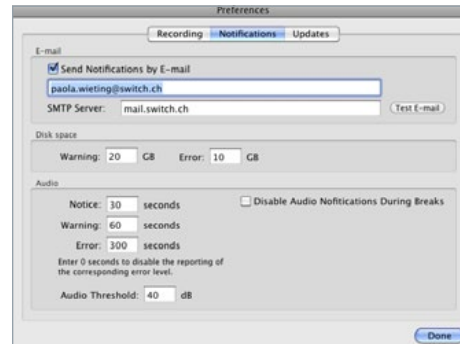 Preferences
Recording Notifications Updates
E-mail
Send Notifications by E-mail
paola.wieting@switch.ch
SMTP Server: mail.switch.ch Test E-mail
Disk space
Warning: 20 GB Error: 10 GB
Audio
Notice: 30 seconds Disable Audio Nofitications During Breaks
Warning: 60 seconds
Error: 300 seconds
Enter 0 seconds to disable the reporting of
the corresponding error level.
Audio Threshold: 40 dB
Done